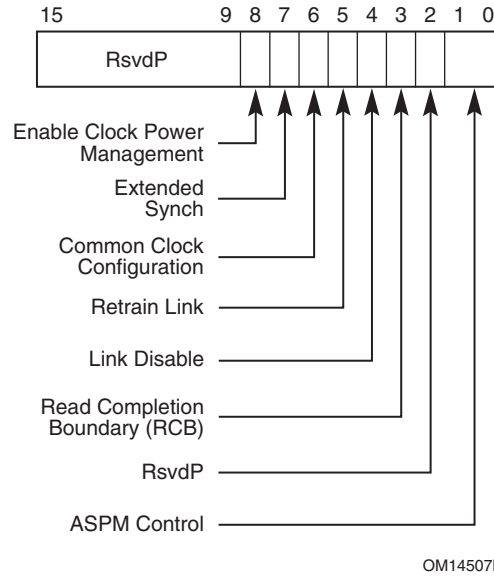 15 9 8 7 6 5 4 3 2 1 0
RsvdP
Enable Clock Power
Management
Extended
Synch
Common Clock
Configuration
Retrain Link
Link Disable
Read Completion
Boundary (RCB)
RsvdP
ASPM Control